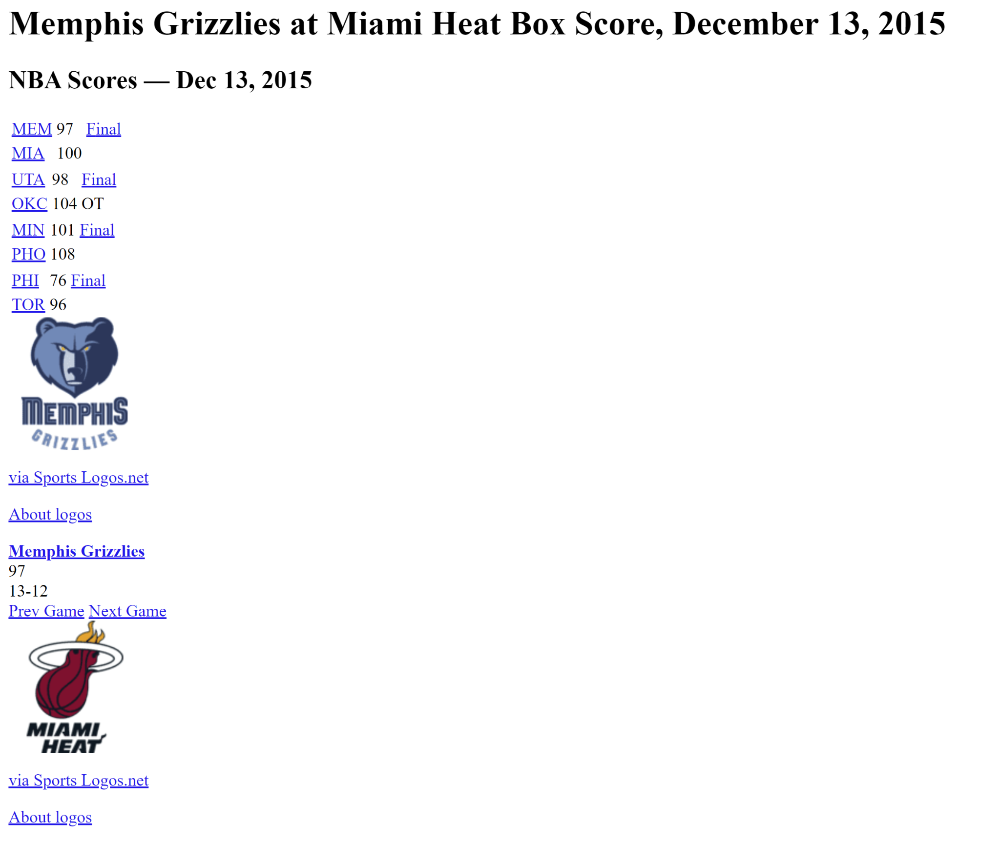 Memphis Grizzlies at Miami Heat Box Score, December 13, 2015
NBA Scores — Dec 13, 2015
MEM 97 Final
MIA 100
UTA 98 Final
OKC 104 OT
MIN 101 Final
PHO 108
PHI 76 Final
TOR 96
MEMPHIS
GRIZZLIES
via Sports Logos.net
About logos
Memphis Grizzlies
97
13-12
Prev Game Next Game
MIAMI
HEAT
via Sports Logos.net
About logos